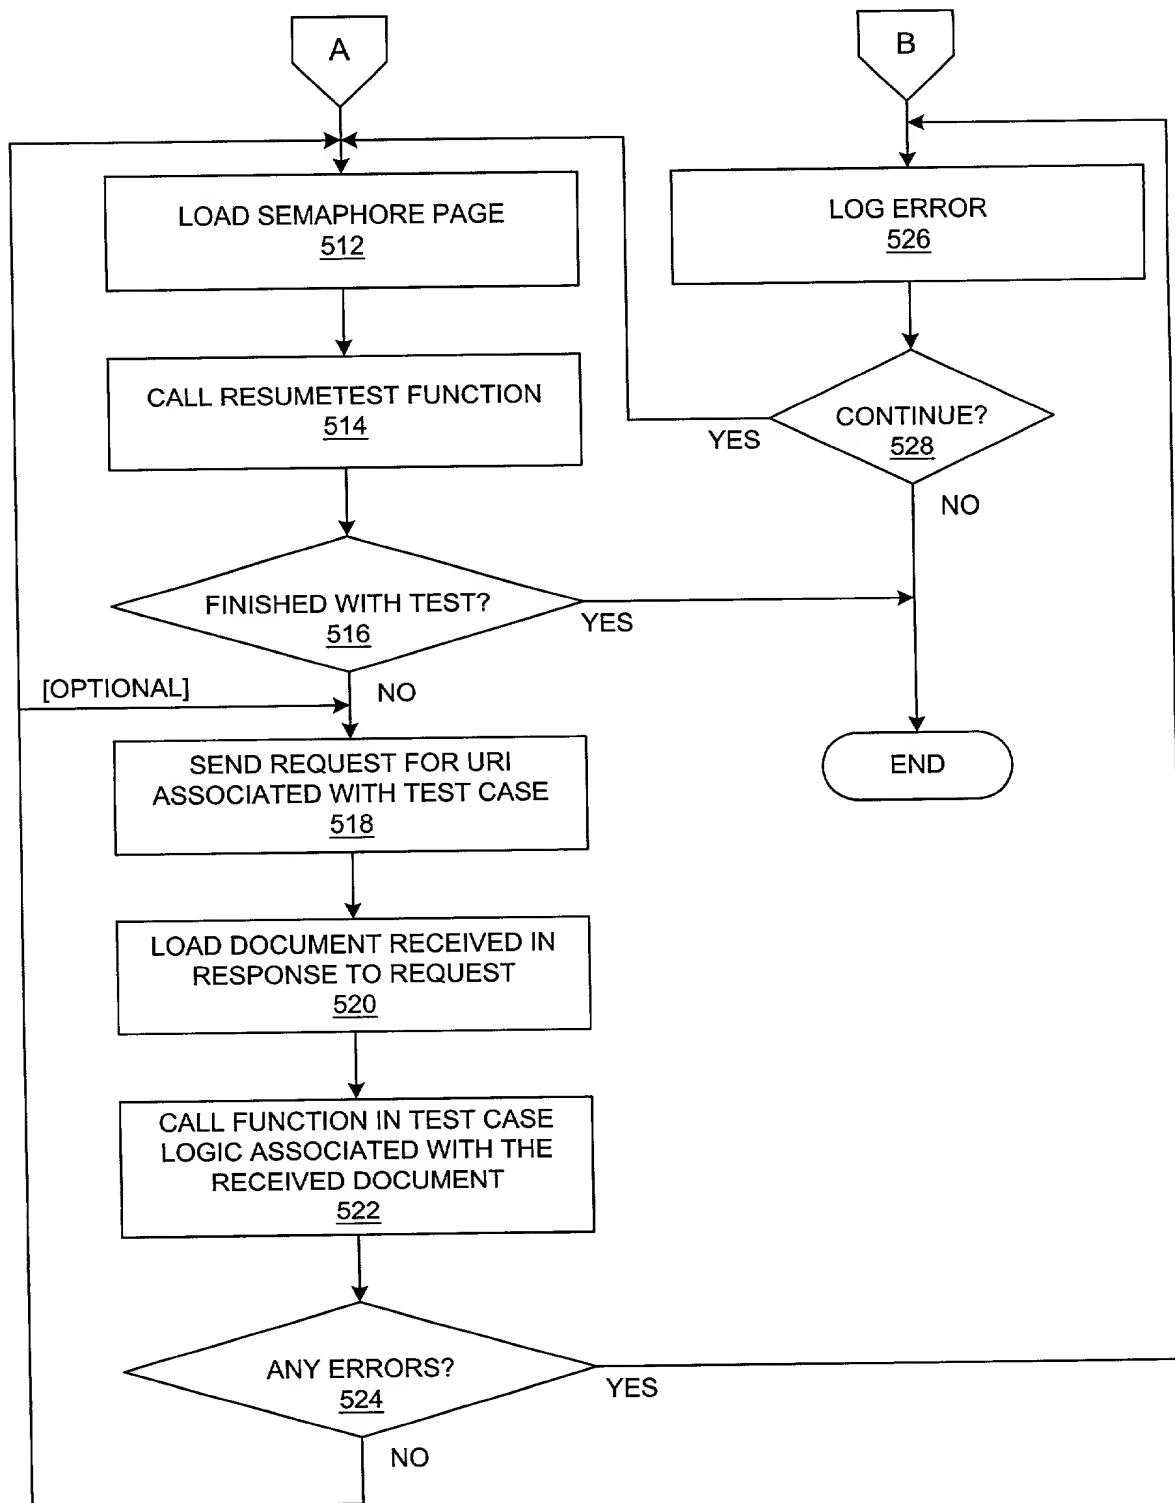 A
B
LOAD SEMAPHORE PAGE
512
LOG ERROR
526
CALL RESUMETEST FUNCTION
514
CONTINUE?
528
YES
NO
FINISHED WITH TEST?
516
YES
NO
[OPTIONAL]
SEND REQUEST FOR URI
ASSOCIATED WITH TEST CASE
518
END
LOAD DOCUMENT RECEIVED IN
RESPONSE TO REQUEST
520
CALL FUNCTION IN TEST CASE
LOGIC ASSOCIATED WITH THE
RECEIVED DOCUMENT
522
ANY ERRORS?
524
YES
NO